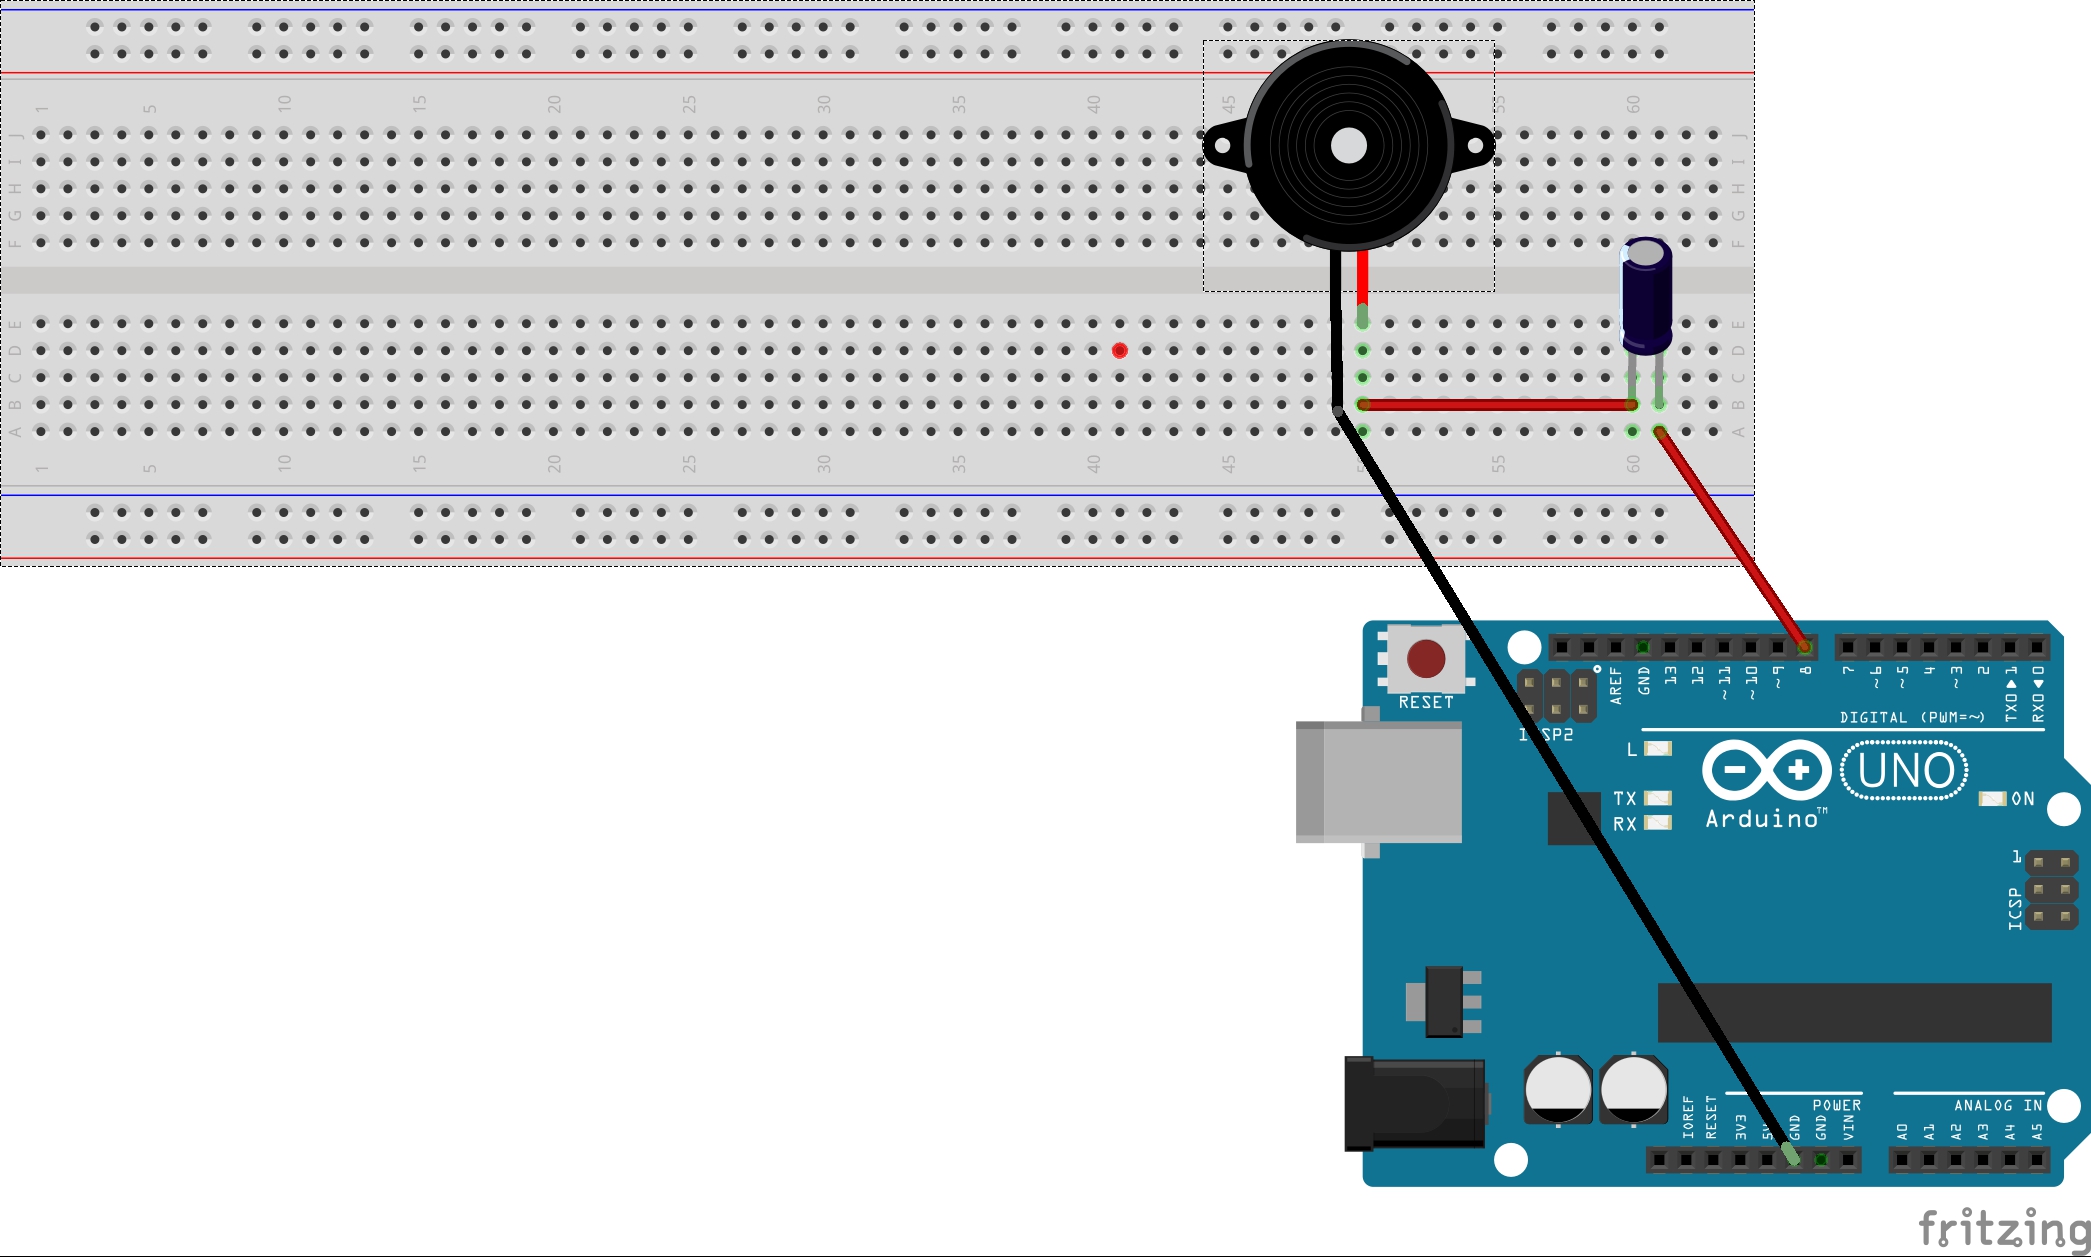 1 5 10 15 20 25 30 35 40 45 55 60
J J
I I
H H
G G
F F
E E
D D
C C
B B
A A
1 5 10 15 20 25 30 35 40 45 55 60
RESET
AREF GND 13 12 ~11 ~10 ~9 8 7 ~6 ~5 4 ~3 2 TX0▶1 RX0◀0
DIGITAL (PWM=~)
L
TX
RX
Arduino™
UNO
ON
1
ICSP
IOREF RESET 3V3 GND GND VIN
POWER
ANALOG IN
A0 A1 A2 A3 A4 A5
fritzing